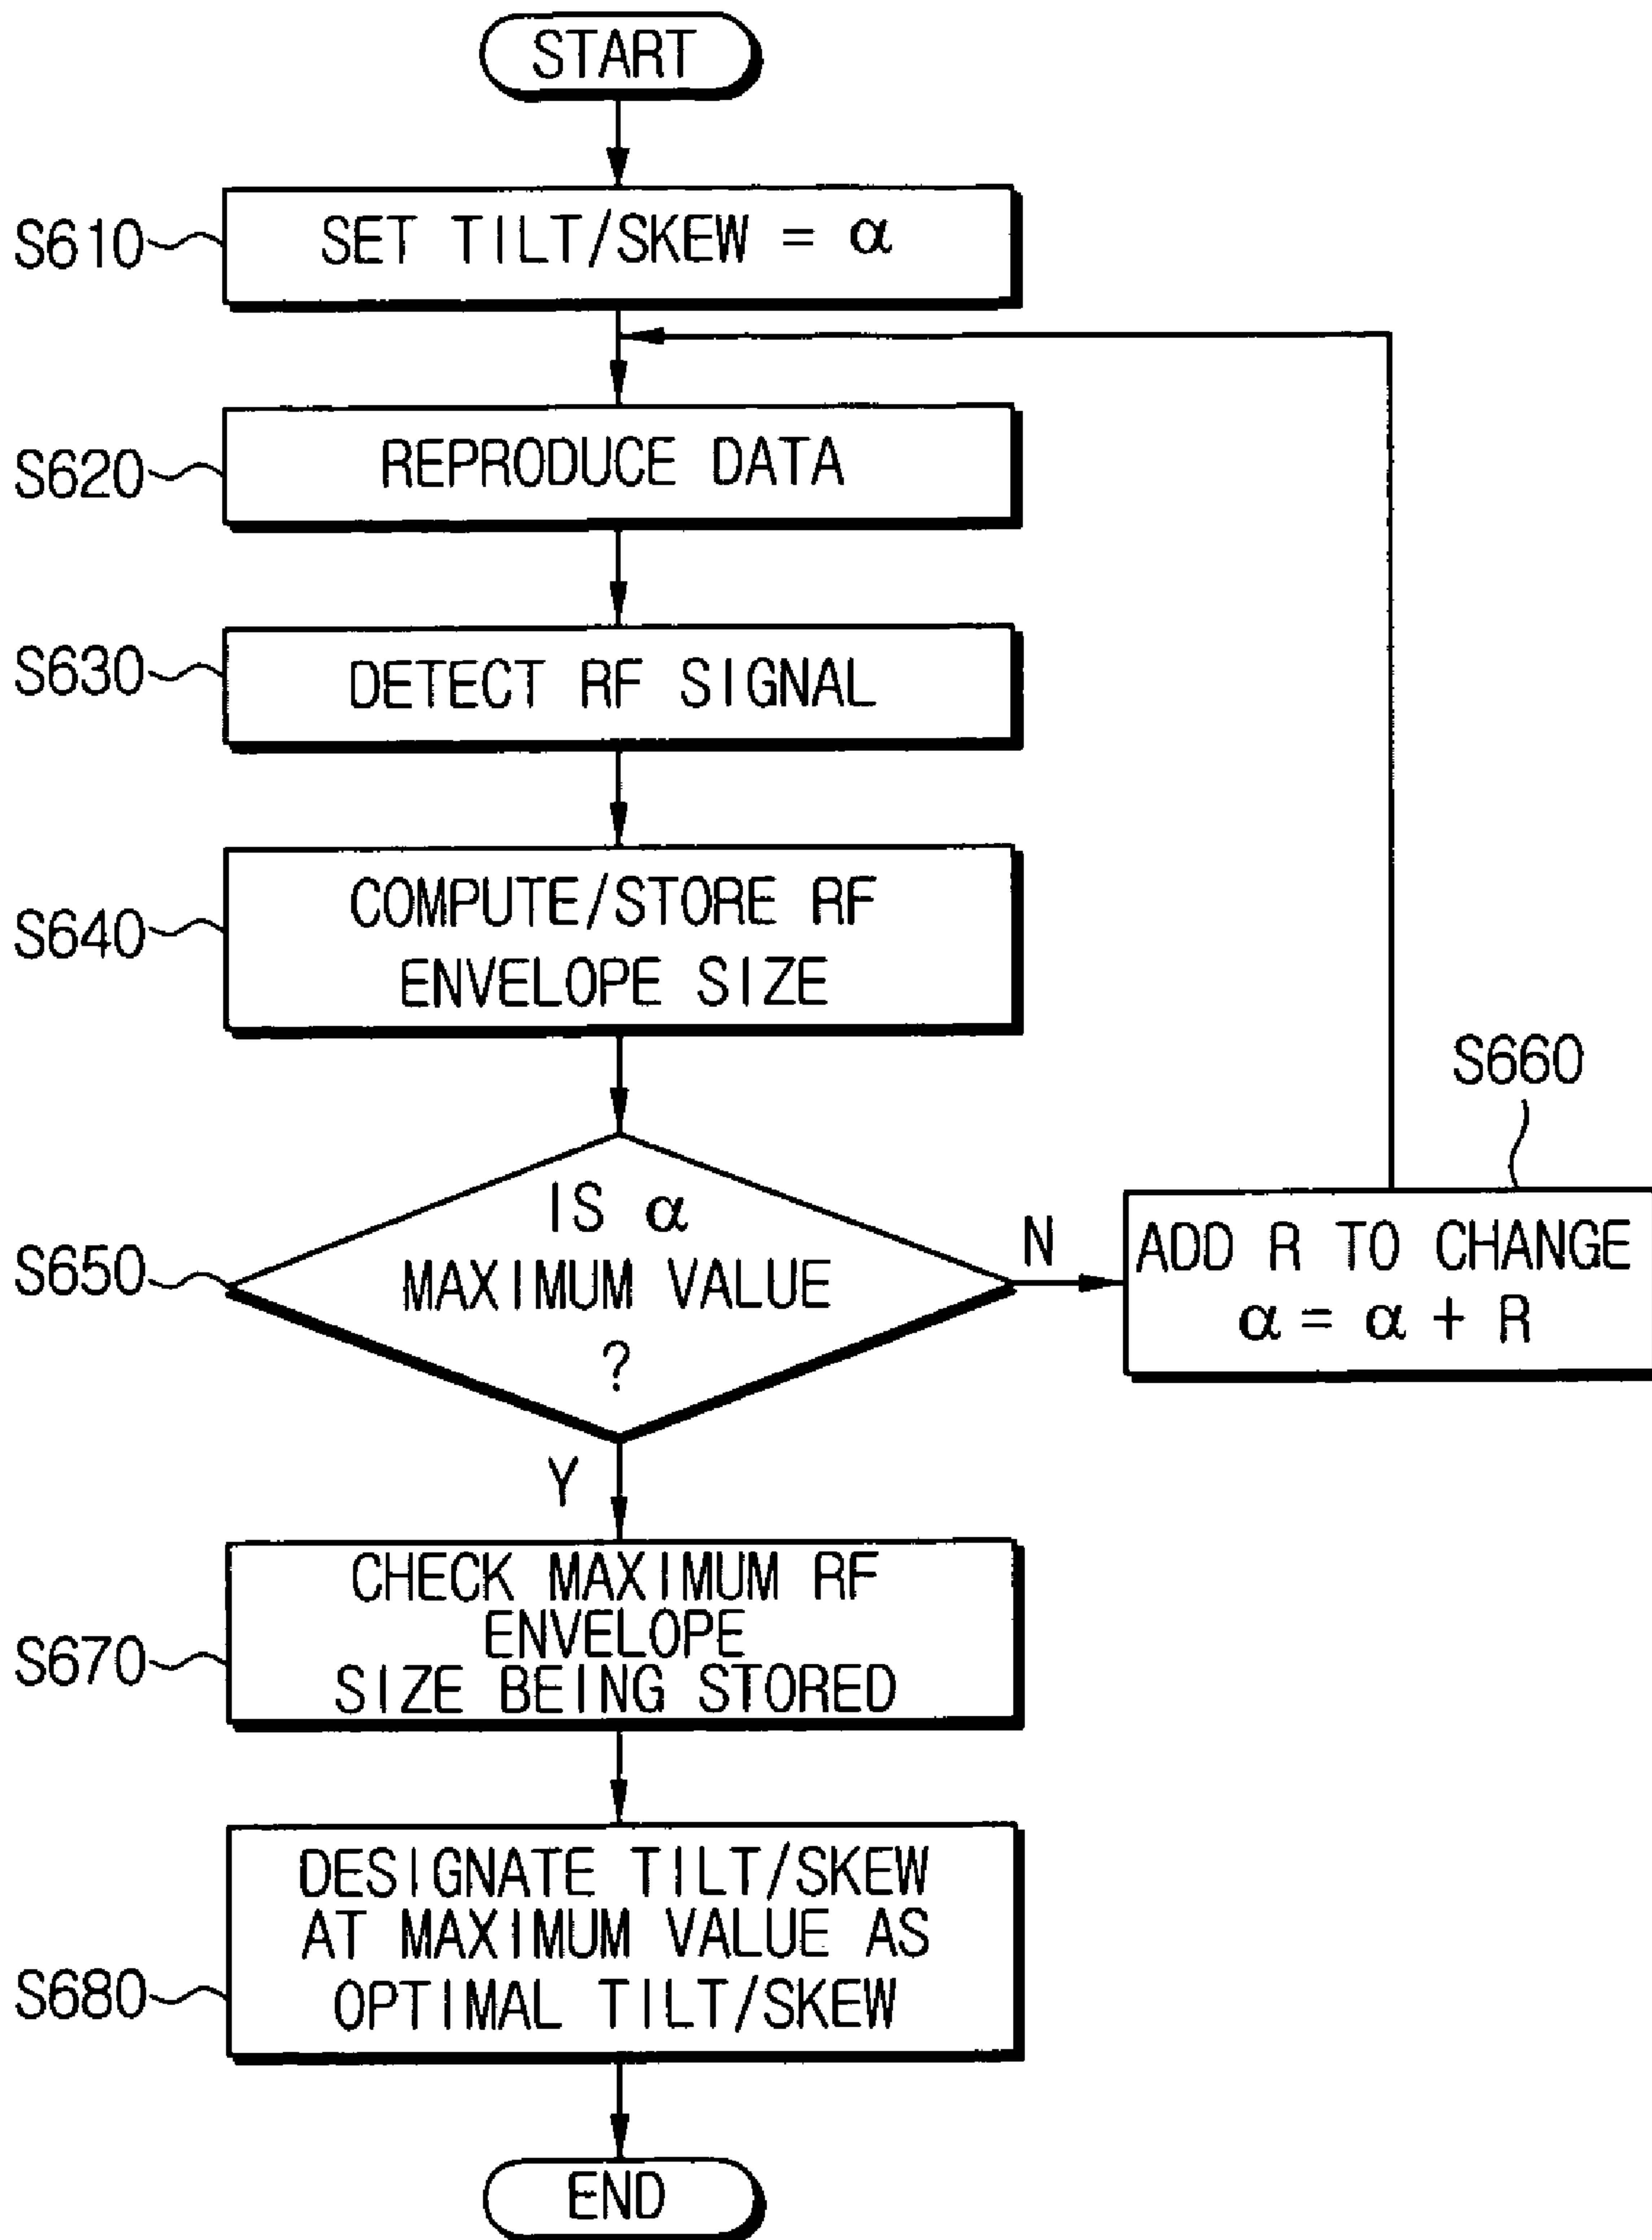 START
S610
SET TILT/SKEW = α
S620
REPRODUCE DATA
S630
DETECT RF SIGNAL
S640
COMPUTE/STORE RF
ENVELOPE SIZE
S650
IS α
MAXIMUM VALUE
?
N
S660
ADD R TO CHANGE
α = α + R
Y
S670
CHECK MAXIMUM RF
ENVELOPE
SIZE BEING STORED
S680
DESIGNATE TILT/SKEW
AT MAXIMUM VALUE AS
OPTIMAL TILT/SKEW
END